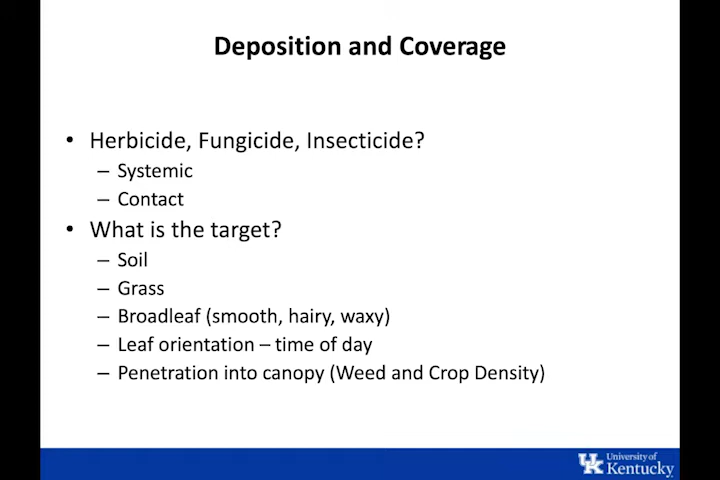 Deposition and Coverage
• Herbicide, Fungicide, Insecticide?
– Systemic
– Contact
• What is the target?
– Soil
– Grass
– Broadleaf (smooth, hairy, waxy)
– Leaf orientation – time of day
– Penetration into canopy (Weed and Crop Density)
UK
University of
Kentucky